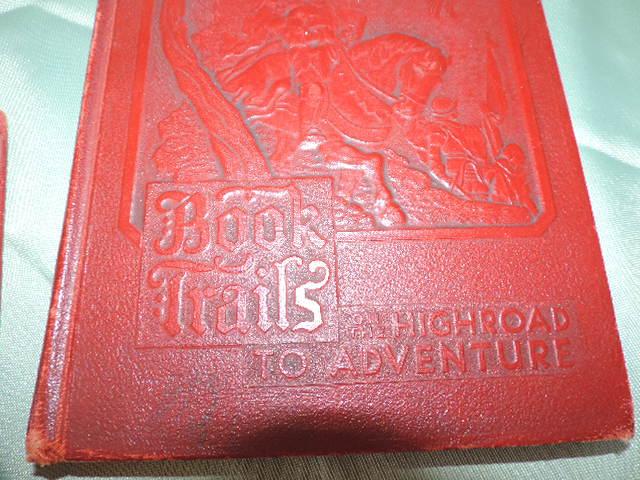 Book
Trails
ON THE HIGHROAD
TO ADVENTURE